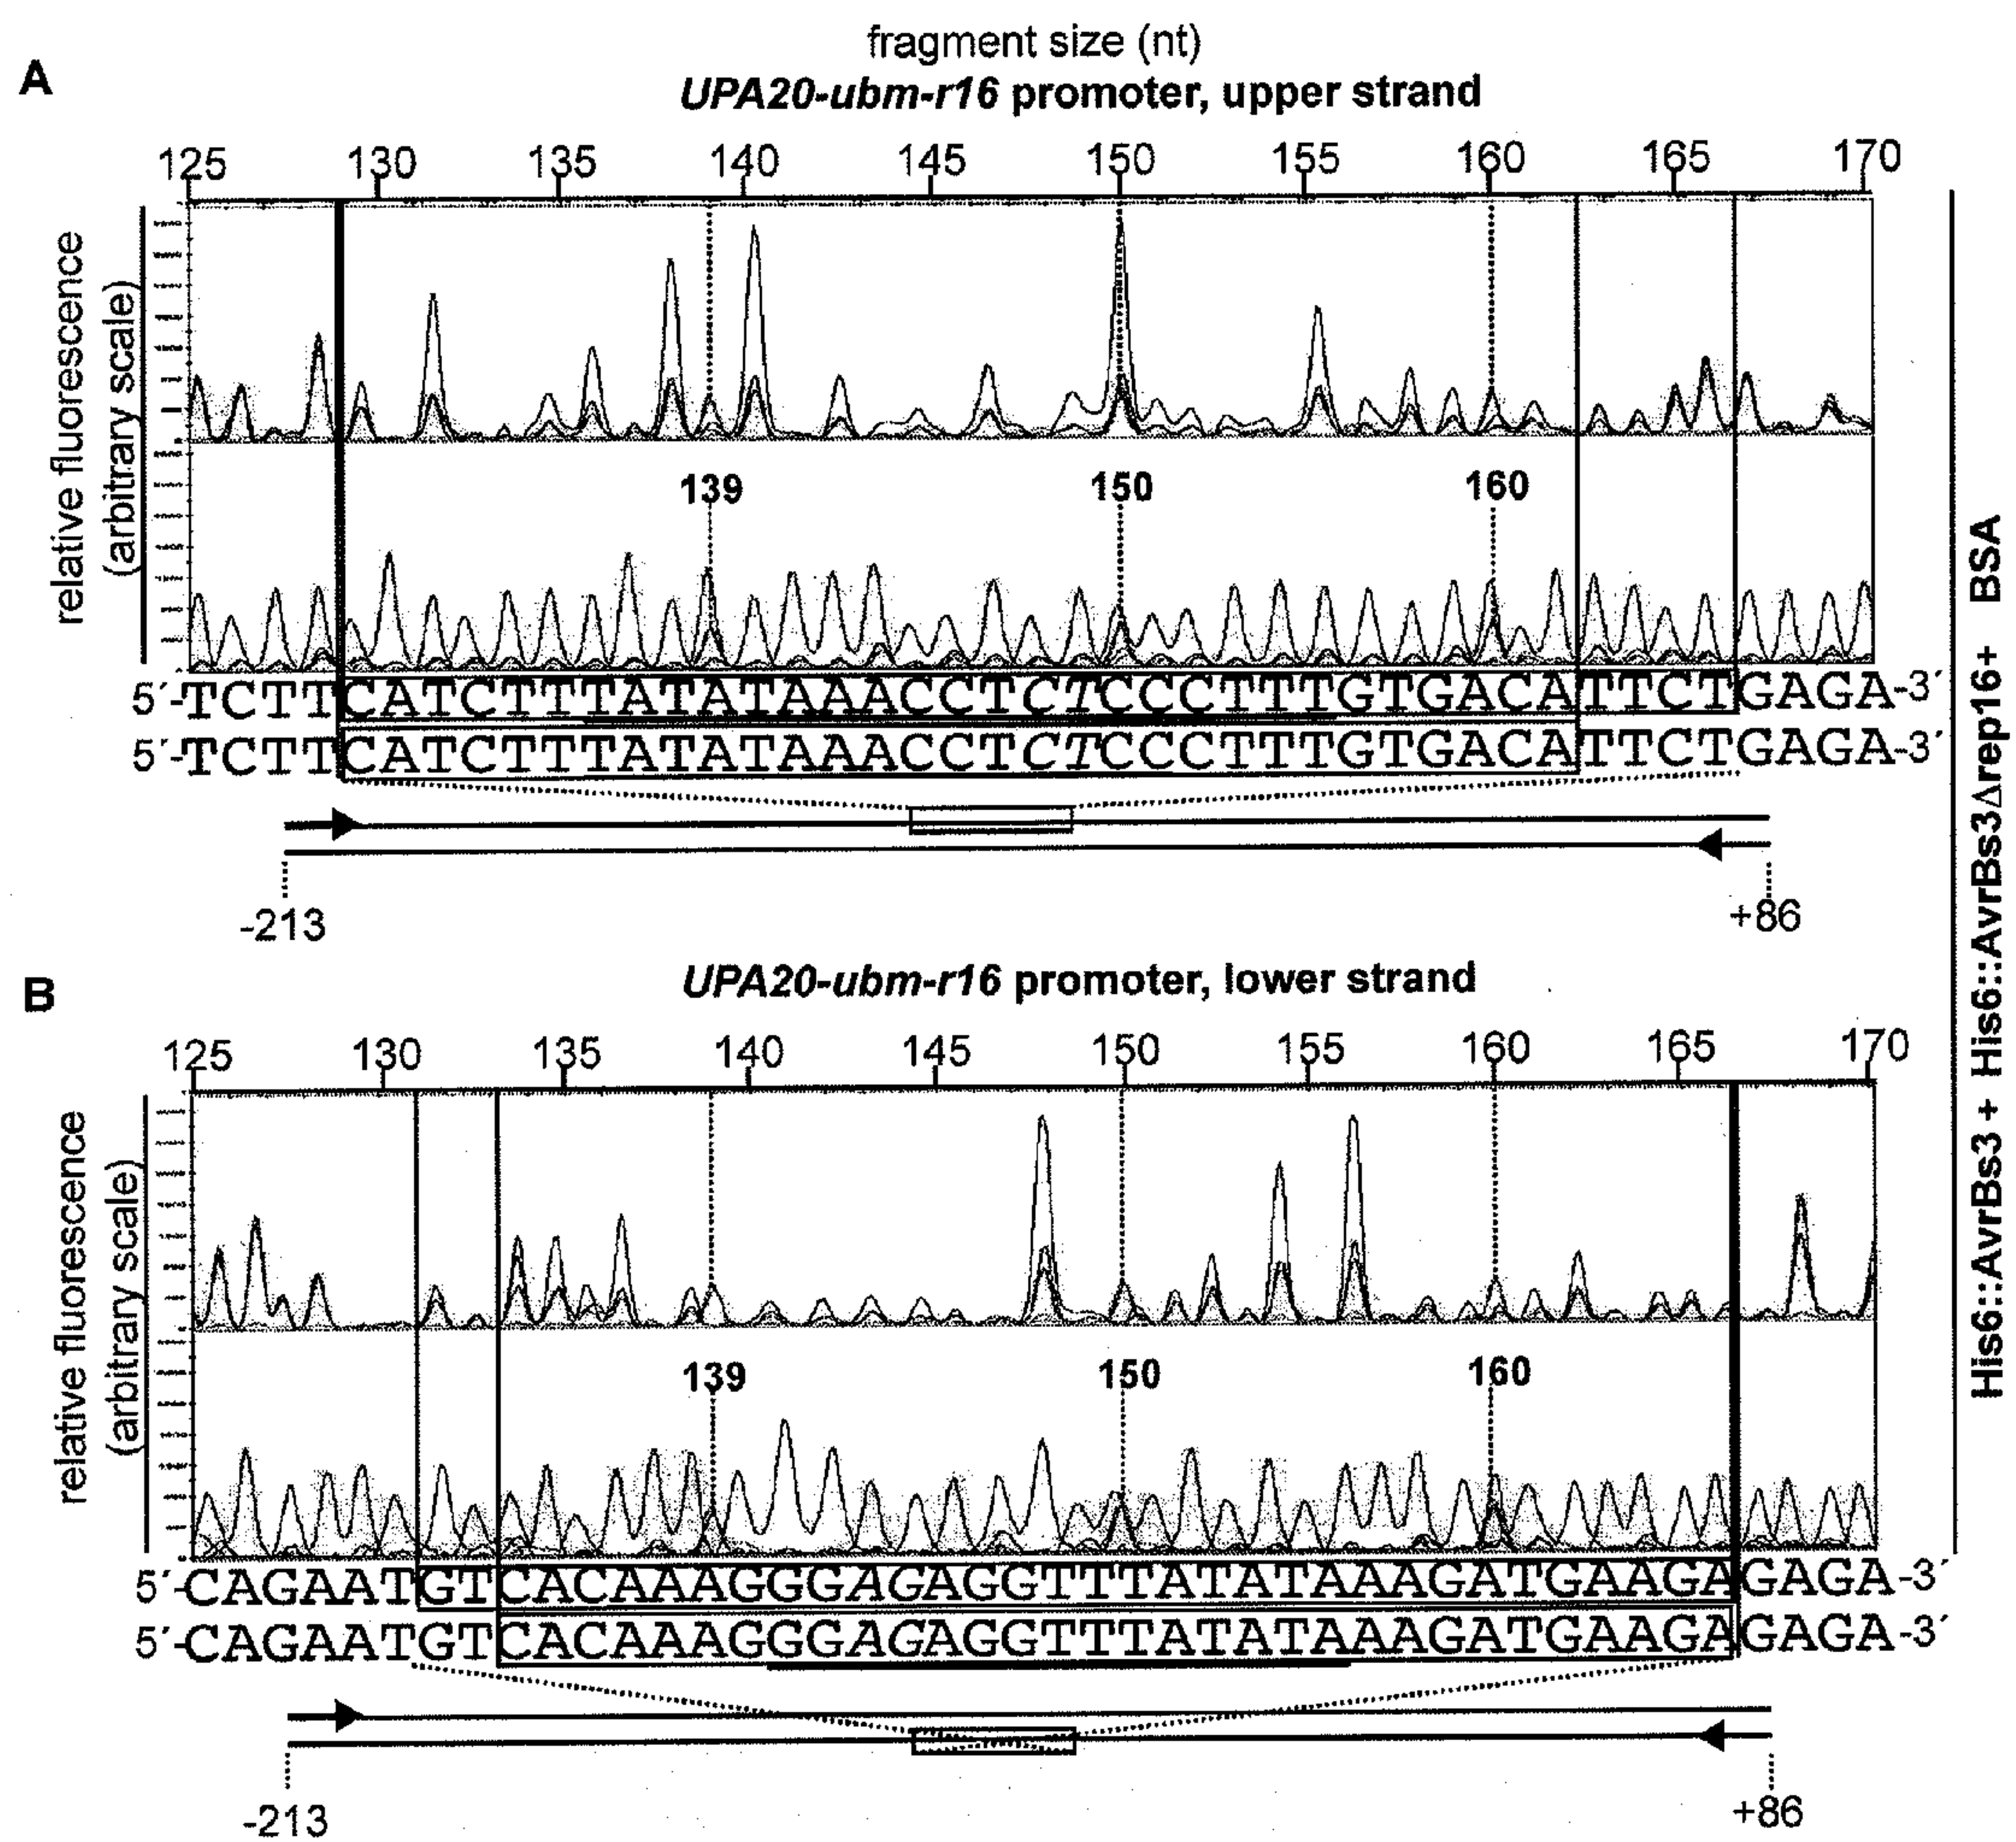 fragment size (nt)
A
UPA20-ubm-r16 promoter, upper strand
125 130 135 140 145 150 155 160 165 170
relative fluorescence
(arbitrary scale)
139 150 160
5´-TCTTCATCTTTTATATAAACCTCTCCCTTTGTGACATTCTGAGA-3´
5´-TCTTCATCTTTTATATAAACCTCTCCCTTTGTGACATTCTGAGA-3´
-213 +86
B
UPA20-ubm-r16 promoter, lower strand
125 130 135 140 145 150 155 160 165 170
relative fluorescence
(arbitrary scale)
139 150 160
5´-CAGAATGTCACAAAGGGAGAGGTTTATATAAAGATGAAGAGAGA-3´
5´-CAGAATGTCACAAAGGGAGAGGTTTATATAAAGATGAAGAGAGA-3´
-213 +86
His6::AvrBs3 + His6::AvrBs3Δrep16+ BSA